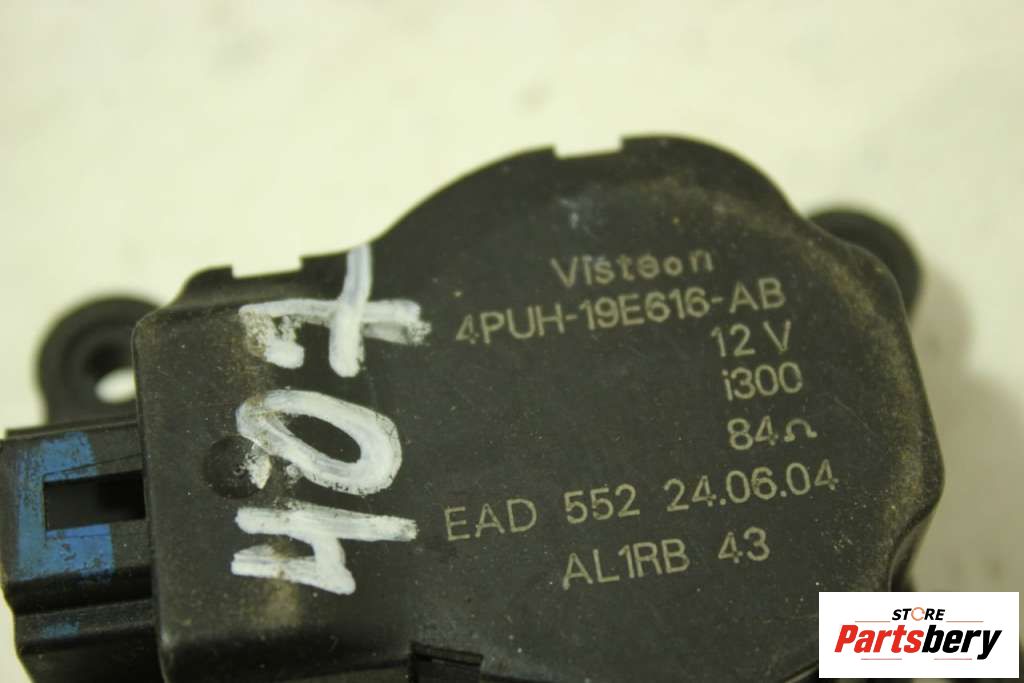 Visteon
4PUH-19E616-AB
12 V
i300
84Ω
EAD 552 24.06.04
AL1RB 43
407
STORE
Partsbery